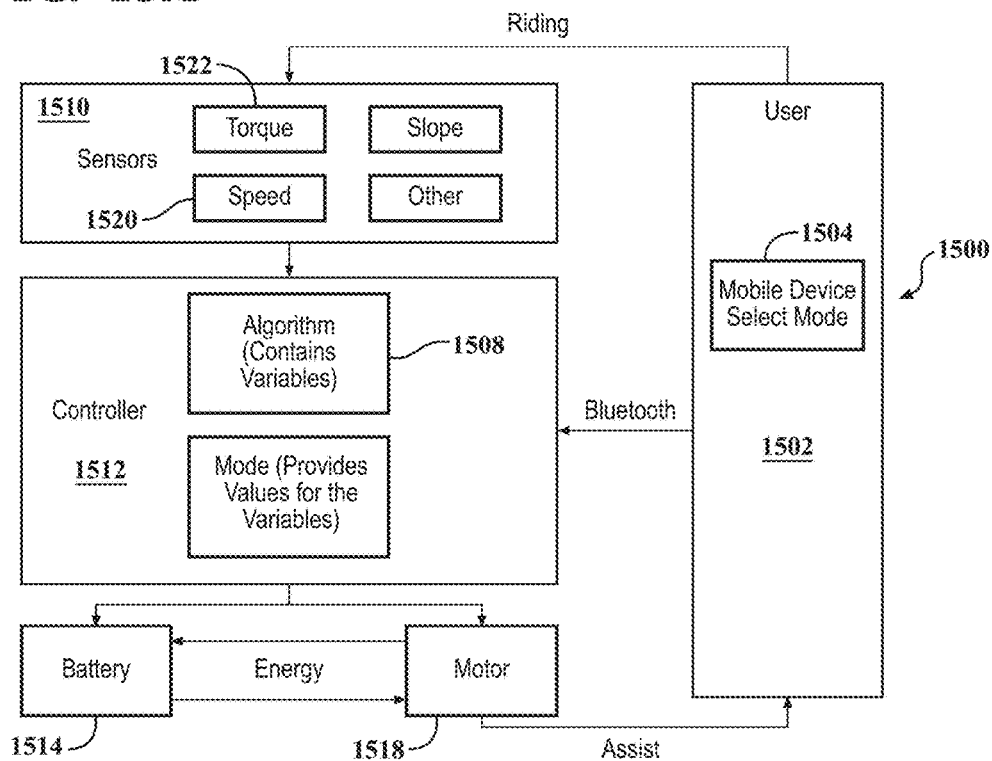 Riding
1522
1510
Torque
Slope
Sensors
Speed
Other
1520
User
1504
1500
Mobile Device
Select Mode
Algorithm
(Contains
Variables)
1508
Controller
1512
Bluetooth
1502
Mode (Provides
Values for the
Variables)
Battery
Energy
Motor
1514
1518
Assist